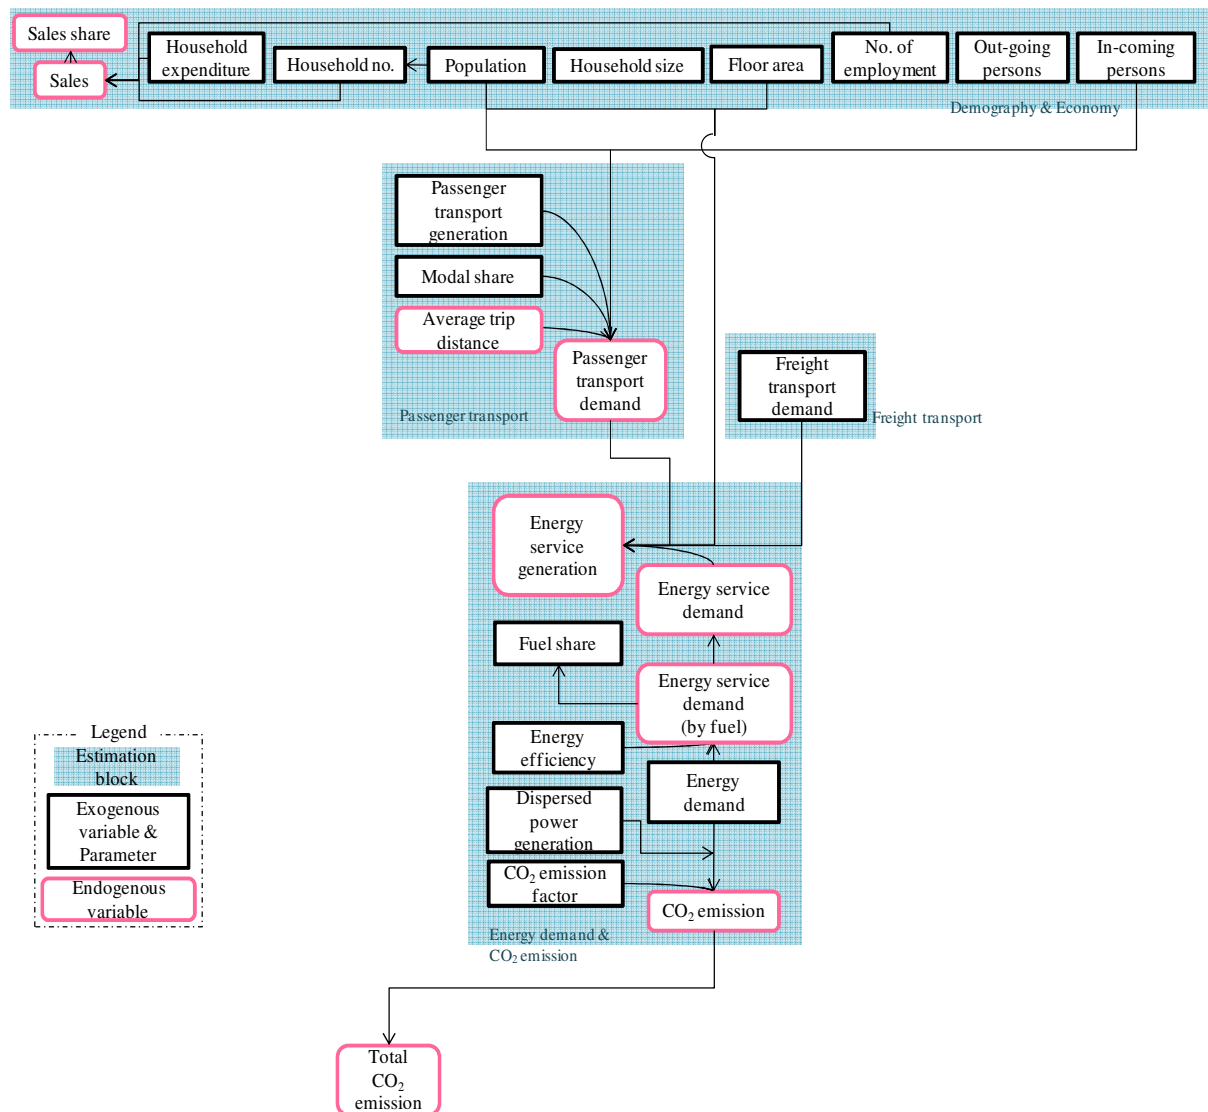 Sales share
Sales
Household
expenditure
Household no.
Population
Household size
Floor area
No. of
employment
Out-going
persons
In-coming
persons
Demography & Economy
Passenger
transport
generation
Modal share
Average trip
distance
Passenger
transport
demand
Passenger transport
Freight
transport
demand
Freight transport
Energy
service
generation
Energy service
demand
Fuel share
Energy service
demand
(by fuel)
Energy
efficiency
Energy
demand
Dispersed
power
generation
CO2 emission
factor
CO2 emission
Energy demand &
CO2 emission
Legend
Estimation
block
Exogenous
variable &
Parameter
Endogenous
variable
Total
CO2
emission